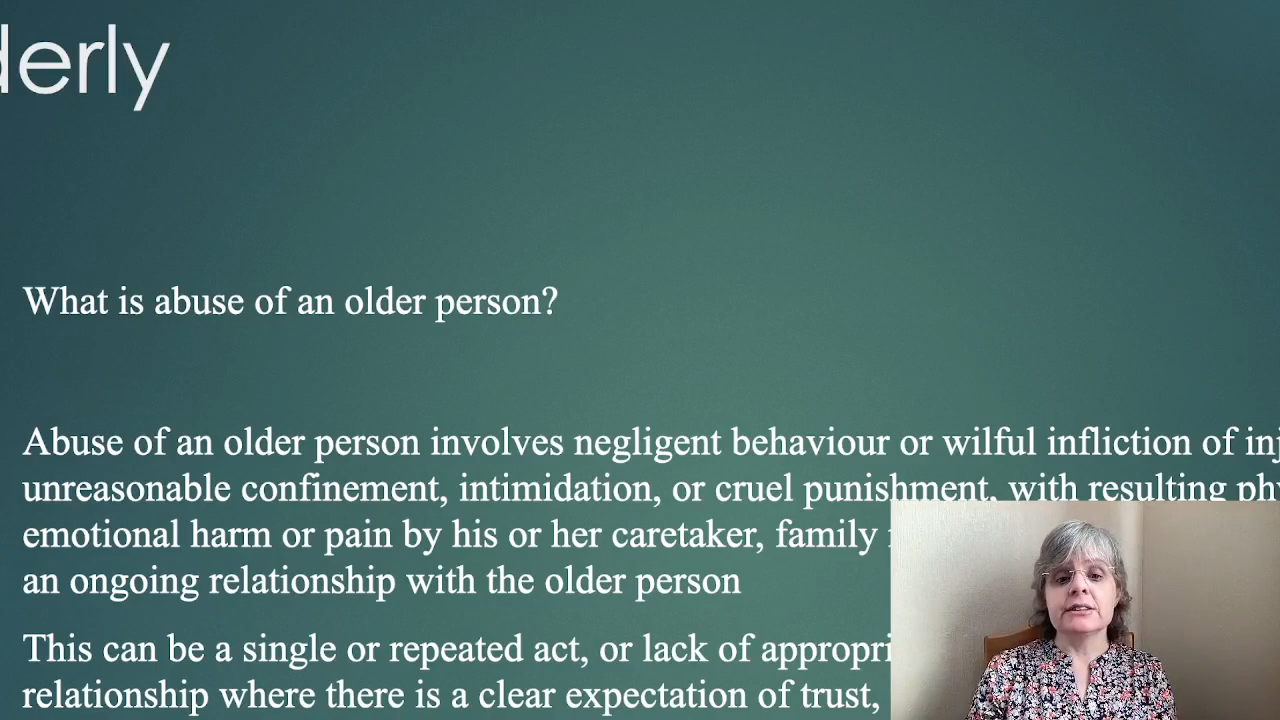 derly
What is abuse of an older person?
Abuse of an older person involves negligent behaviour or wilful infliction of inj
unreasonable confinement, intimidation, or cruel punishment, with resulting phy
emotional harm or pain by his or her caretaker, family
an ongoing relationship with the older person
This can be a single or repeated act, or lack of appropri
relationship where there is a clear expectation of trust,